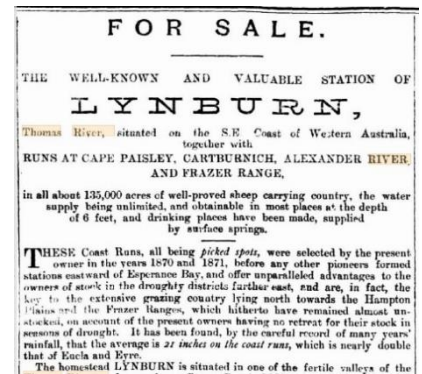 FOR SALE.
THE WELL-KNOWN AND VALUABLE STATION OF
LYNBURN,
Thomas River, situated on the S.E Coast of Western Australia,
together with
RUNS AT CAPE PAISLEY, CARTBURNICH, ALEXANDER RIVER
AND FRAZER RANGE,
in all about 135,000 acres of well-proved sheep carrying country, the water
supply being unlimited, and obtainable in most places at the depth
of 6 feet, and drinking places have been made, supplied
by surface springs.
THESE Coast Runs, all being picked spots, were selected by the present
owner in the years 1870 and 1871, before any other pioneers formed
stations eastward of Esperance Bay, and offer unparalleled advantages to the
owners of stock in the droughty districts farther east, and are, in fact, the
key to the extensive grazing country lying north towards the Hampton
Plains and the Frazer Ranges, which hitherto have remained almost un-
stocked, on account of the present owners having no retreat for their stock in
seasons of drought. It has been found, by the careful record of many years'
rainfall, that the average is 21 inches on the coast runs, which is nearly double
that of Eucla and Eyre.
The homestead LYNBURN is situated in one of the fertile valleys of the